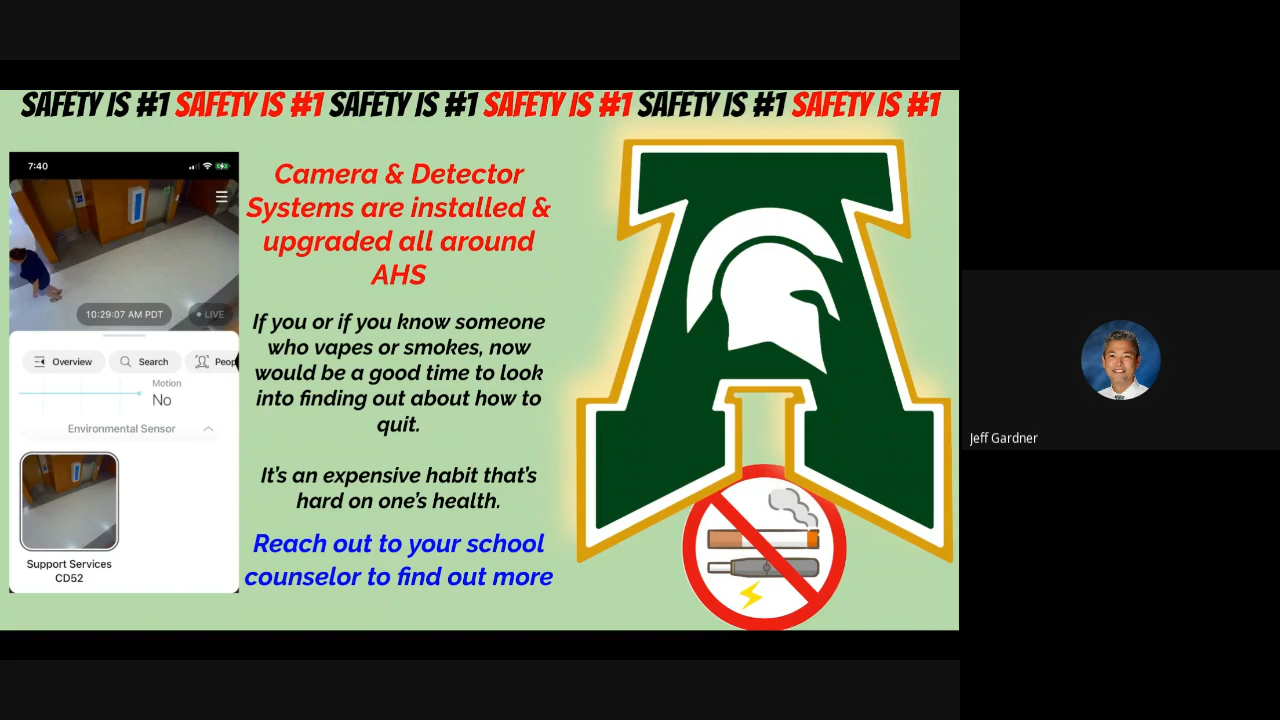 SAFETY IS #1 SAFETY IS #1 SAFETY IS #1 SAFETY IS #1 SAFETY IS #1 SAFETY IS #1
7:40
10:29:07 AM PDT
LIVE
Overview
Search
Peop
Motion
No
Environmental Sensor
Support Services
CD52
Camera & Detector
Systems are installed &
upgraded all around
AHS
If you or if you know someone
who vapes or smokes, now
would be a good time to look
into finding out about how to
quit.
It's an expensive habit that's
hard on one's health.
Reach out to your school
counselor to find out more
Jeff Gardner